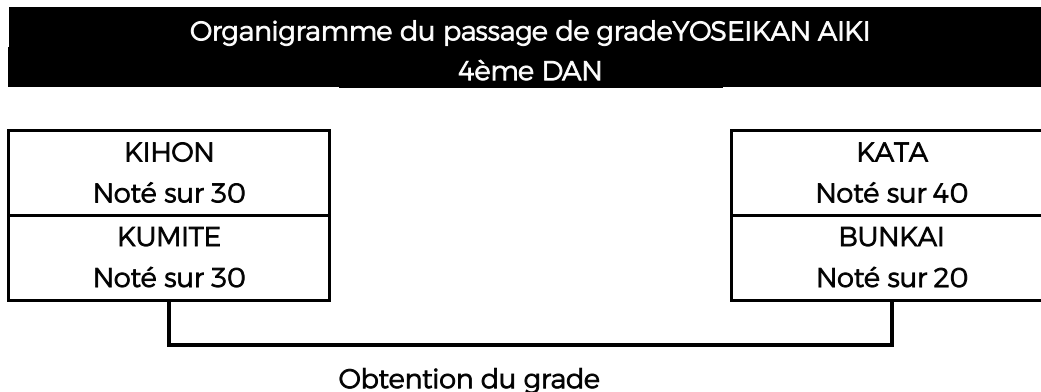 Organigramme du passage de gradeYOSEIKAN AIKI
4ème DAN
KIHON
Noté sur 30
KUMITE
Noté sur 30
KATA
Noté sur 40
BUNKAI
Noté sur 20
Obtention du grade